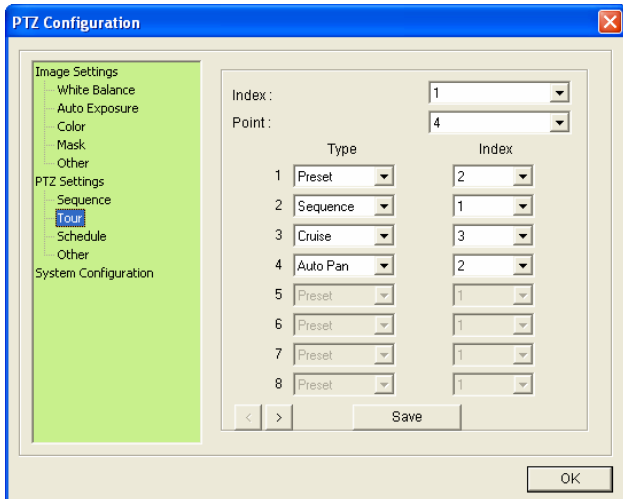 PTZ Configuration
Image Settings
White Balance
Auto Exposure
Color
Mask
Other
PTZ Settings
Sequence
Tour
Schedule
Other
System Configuration
Index : 1
Point : 4
Type Index
1 Preset 2
2 Sequence 1
3 Cruise 3
4 Auto Pan 2
5 Preset 1
6 Preset 1
7 Preset 1
8 Preset 1
< > Save
OK